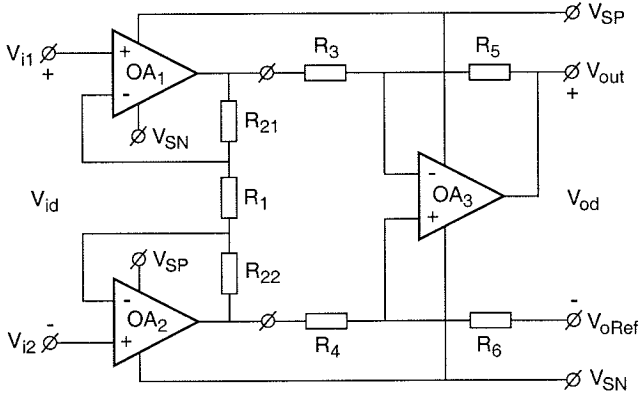 V_SP
V_i1
+
+
-
OA_1
R_3
R_5
V_out
+
V_SN
R_21
V_id
R_1
-
+
OA_3
V_od
V_SP
R_22
-
V_i2
-
+
OA_2
R_4
R_6
-
V_oRef
V_SN